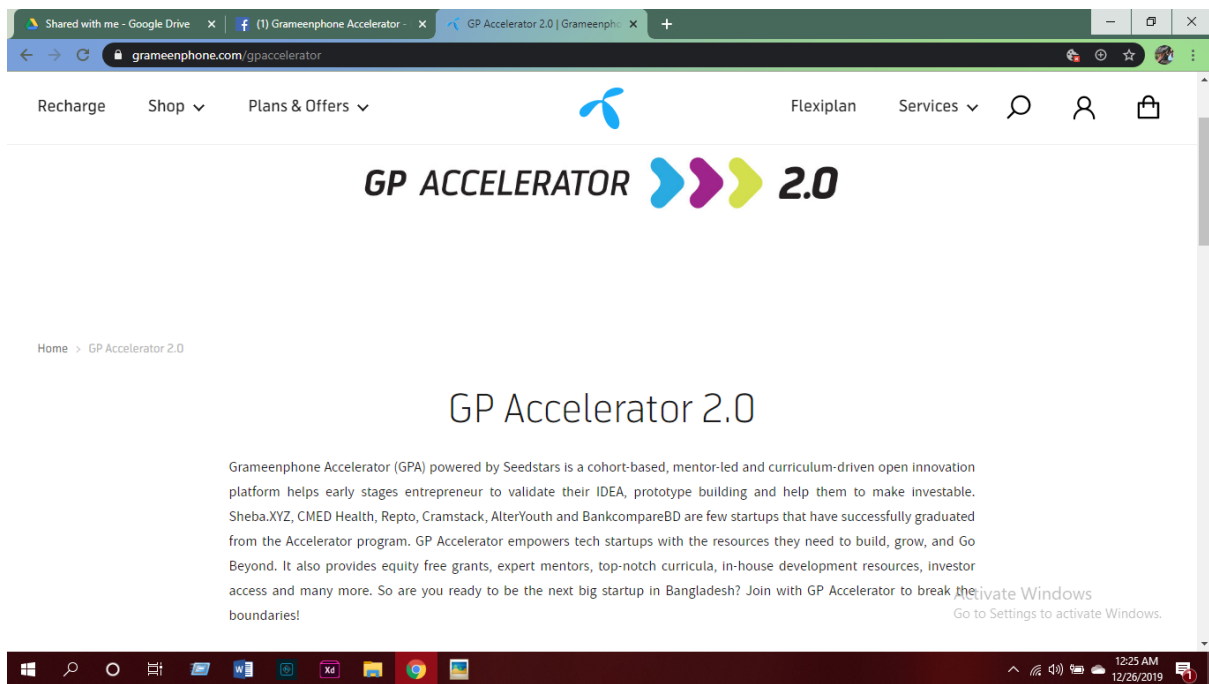 Shared with me - Google Drive
(1) Grameenphone Accelerator -
GP Accelerator 2.0 | Grameenpho
grameenphone.com/gpaccelerator
Recharge Shop Plans & Offers Flexiplan Services
GP ACCELERATOR 2.0
Home > GP Accelerator 2.0
GP Accelerator 2.0
Grameenphone Accelerator (GPA) powered by Seedstars is a cohort-based, mentor-led and curriculum-driven open innovation
platform helps early stages entrepreneur to validate their IDEA, prototype building and help them to make investable.
Sheba.XYZ, CMED Health, Repto, Cramstack, AlterYouth and BankcompareBD are few startups that have successfully graduated
from the Accelerator program. GP Accelerator empowers tech startups with the resources they need to build, grow, and Go
Beyond. It also provides equity free grants, expert mentors, top-notch curricula, in-house development resources, investor
access and many more. So are you ready to be the next big startup in Bangladesh? Join with GP Accelerator to break the
boundaries!
Activate Windows
Go to Settings to activate Windows.
Xd
12:25 AM
12/26/2019
1